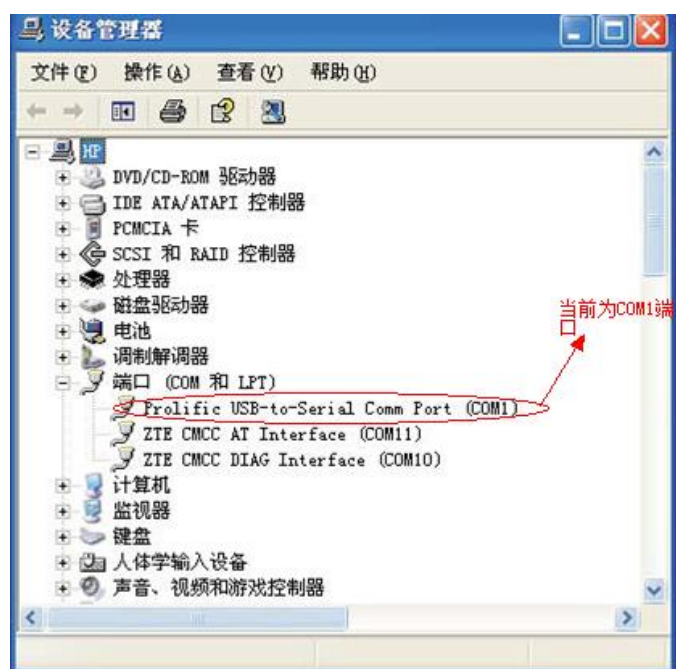 设备管理器
文件(F) 操作(A) 查看(V) 帮助(H)
HP
DVD/CD-ROM 驱动器
IDE ATA/ATAPI 控制器
PCMCIA 卡
SCSI 和 RAID 控制器
处理器
磁盘驱动器
当前为COM1端
口
电池
调制解调器
端口 (COM 和 LPT)
Prolific USB-to-Serial Comm Port (COM1)
ZTE CMCC AT Interface (COM11)
ZTE CMCC DIAG Interface (COM10)
计算机
监视器
键盘
人体学输入设备
声音、视频和游戏控制器